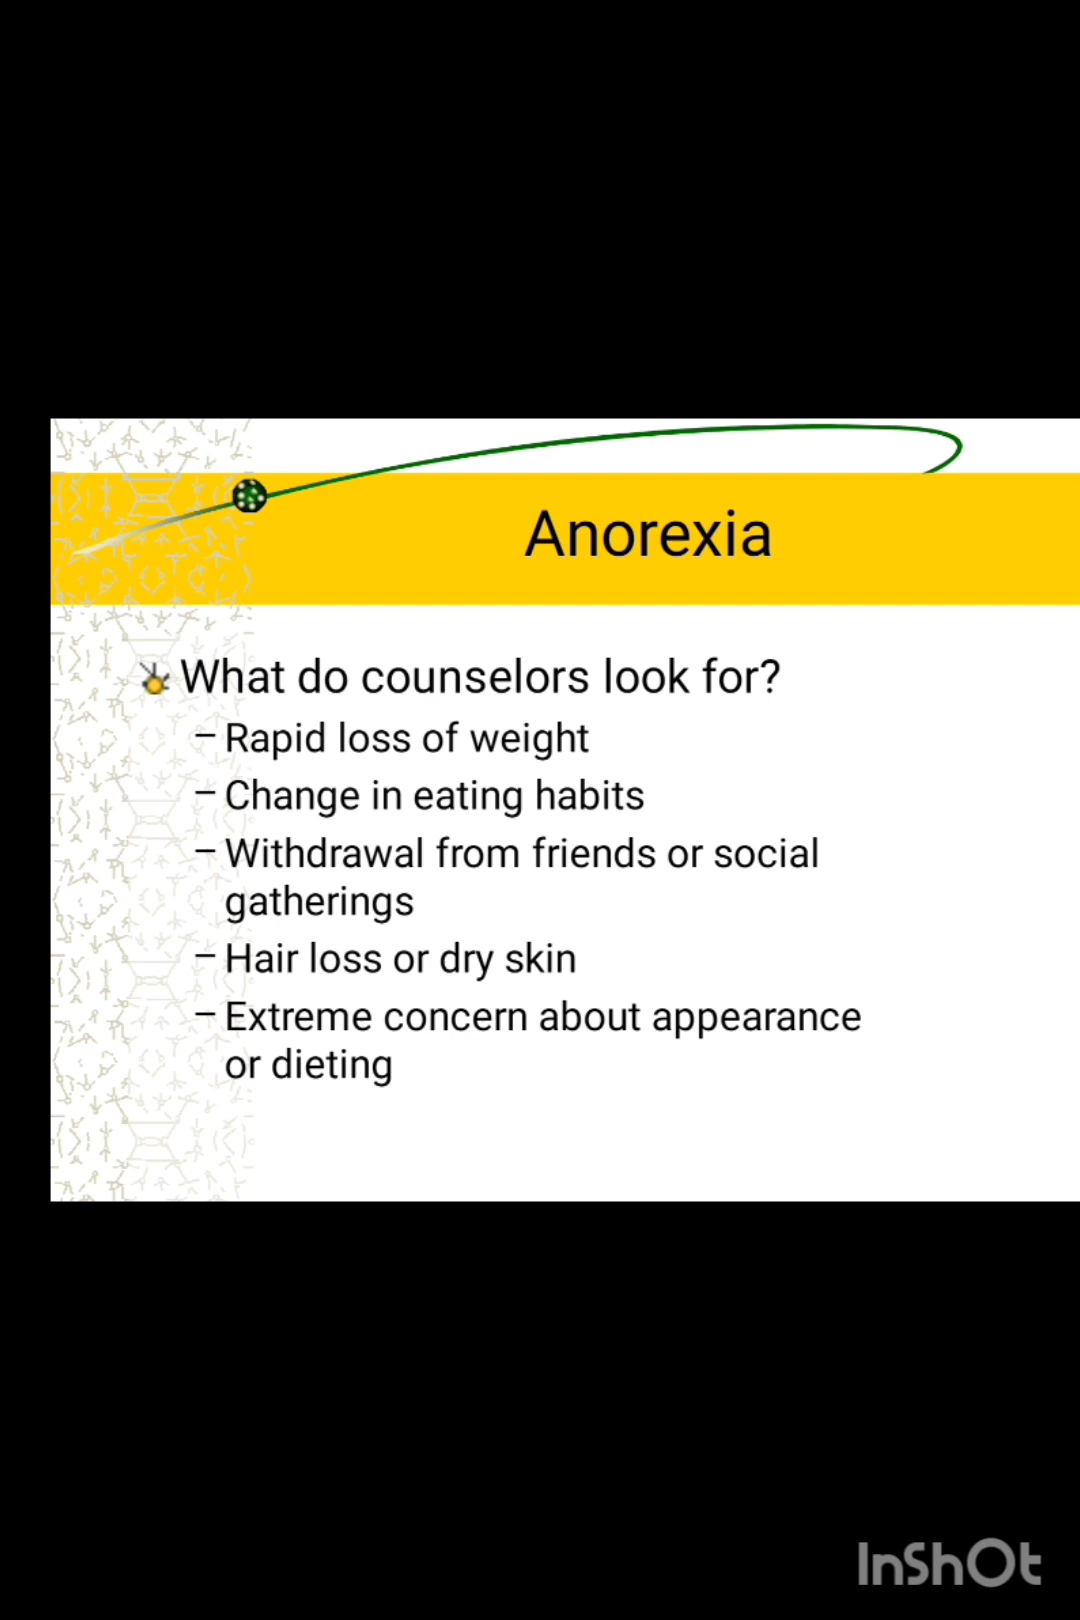 Anorexia
What do counselors look for?
– Rapid loss of weight
– Change in eating habits
– Withdrawal from friends or social
gatherings
– Hair loss or dry skin
– Extreme concern about appearance
or dieting
InShOt